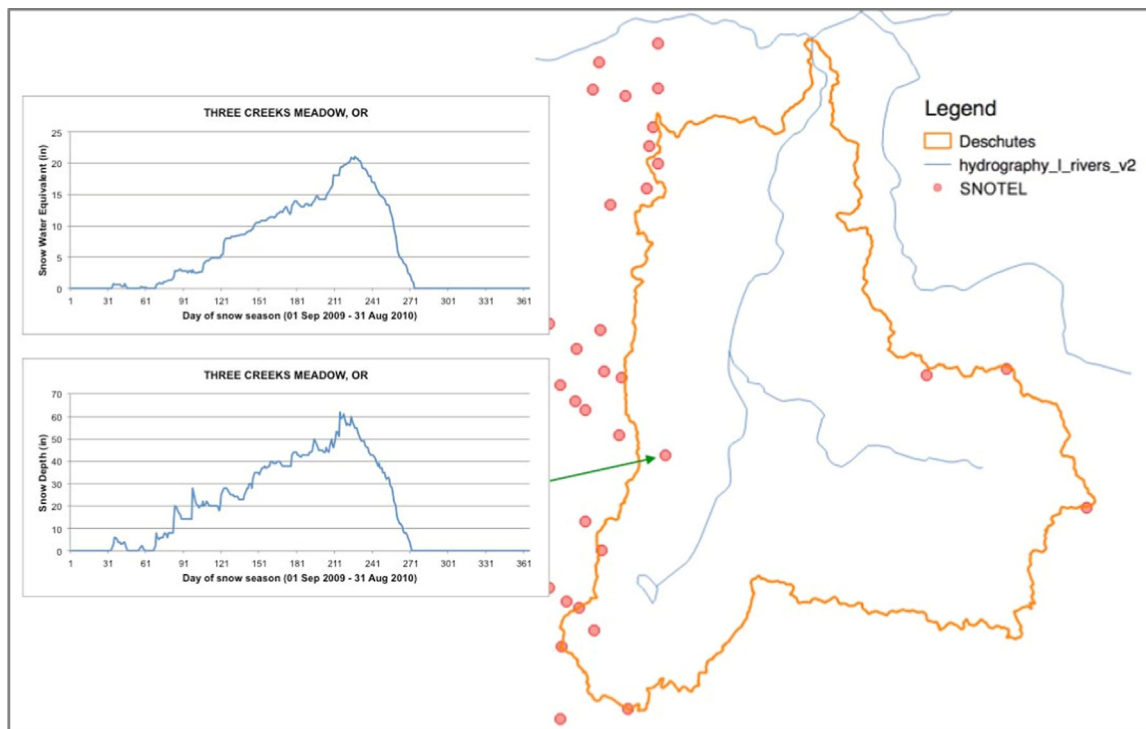 THREE CREEKS MEADOW, OR
Snow Water Equivalent (in)
25
20
15
10
5
0
1 31 61 91 121 151 181 211 241 271 301 331 361
Day of snow season (01 Sep 2009 - 31 Aug 2010)
THREE CREEKS MEADOW, OR
Snow Depth (in)
70
60
50
40
30
20
10
0
1 31 61 91 121 151 181 211 241 271 301 331 361
Day of snow season (01 Sep 2009 - 31 Aug 2010)
Legend
Deschutes
hydrography_l_rivers_v2
SNOTEL